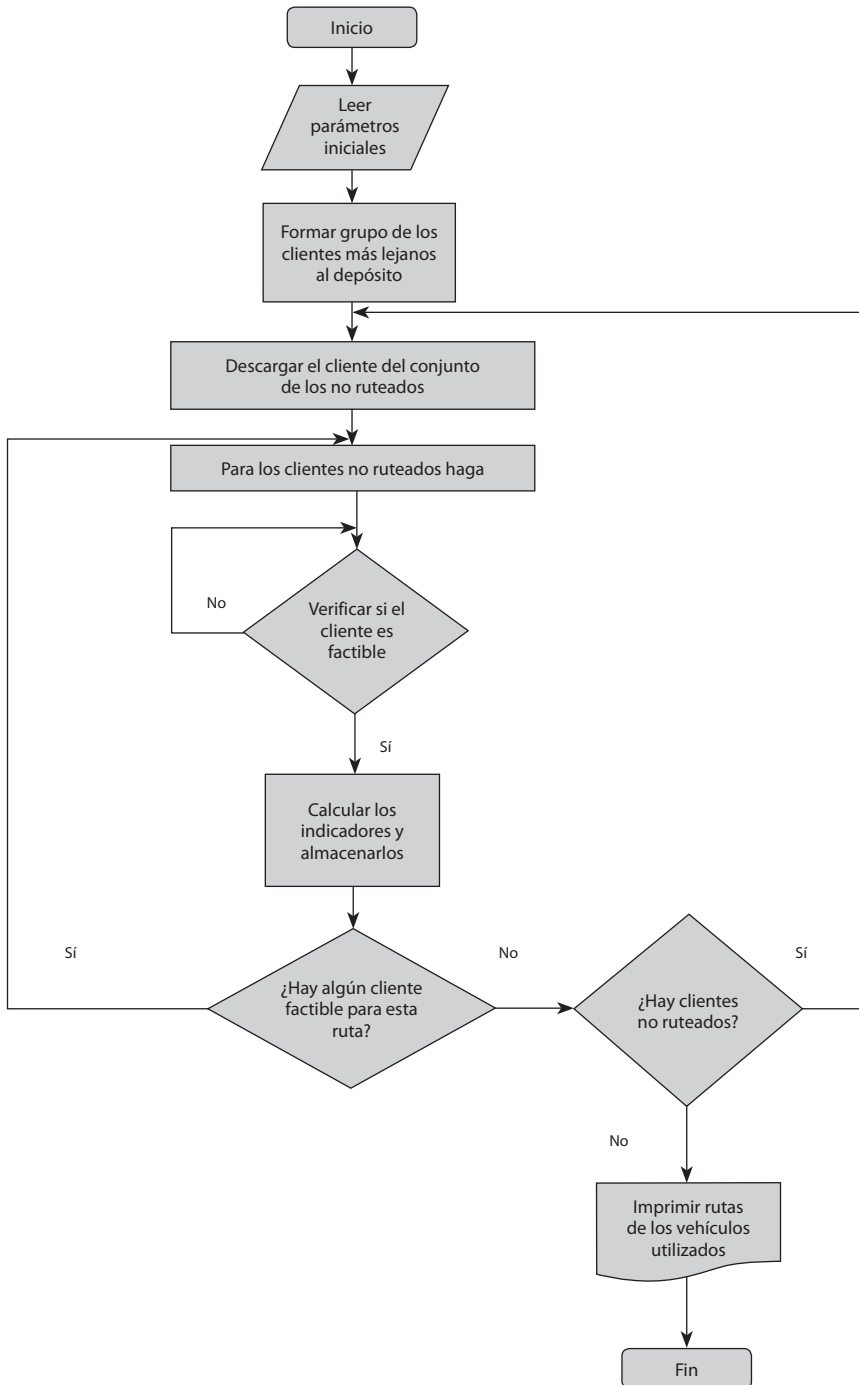 Inicio
Leer
parámetros
iniciales
Formar grupo de los
clientes más lejanos
al depósito
Descargar el cliente del conjunto
de los no ruteados
Para los clientes no ruteados haga
No
Verificar si el
cliente es
factible
Sí
Calcular los
indicadores y
almacenarlos
Sí
¿Hay algún cliente
factible para esta
ruta?
No
¿Hay clientes
no ruteados?
Sí
No
Imprimir rutas
de los vehículos
utilizados
Fin